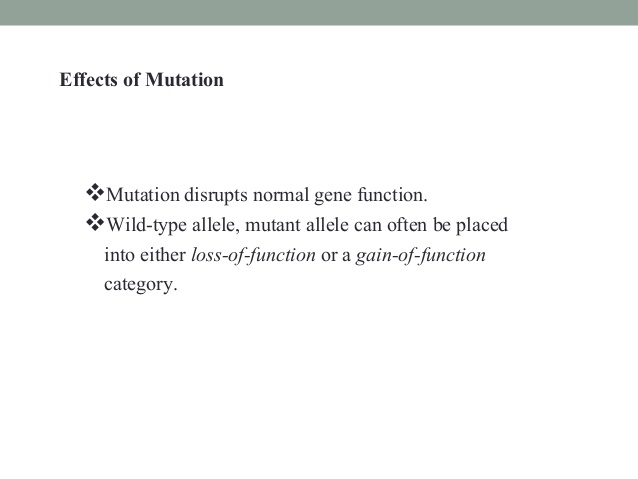 Effects of Mutation
❖Mutation disrupts normal gene function.
❖Wild-type allele, mutant allele can often be placed
into either loss-of-function or a gain-of-function
category.